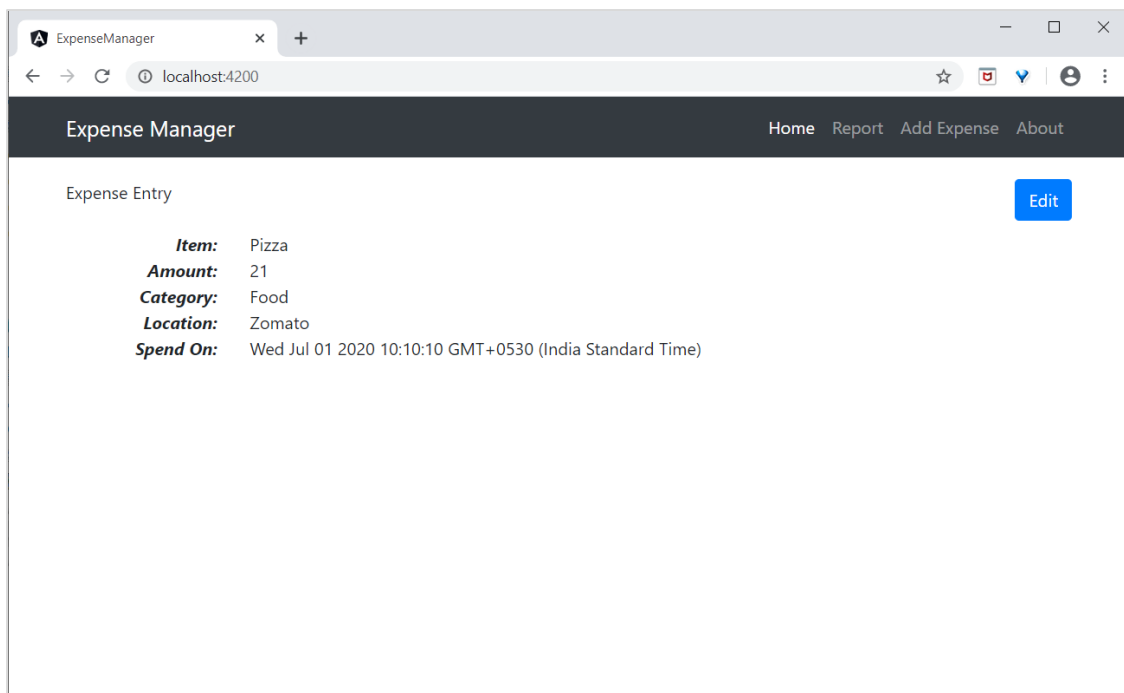 ExpenseManager
localhost:4200
Expense Manager Home Report Add Expense About
Expense Entry Edit
Item: Pizza
Amount: 21
Category: Food
Location: Zomato
Spend On: Wed Jul 01 2020 10:10:10 GMT+0530 (India Standard Time)